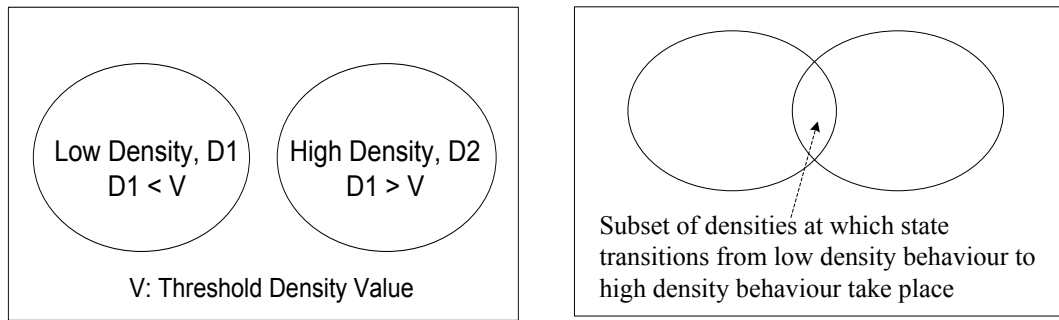 Low Density, D1
D1 < V
High Density, D2
D1 > V
V: Threshold Density Value
Subset of densities at which state
transitions from low density behaviour to
high density behaviour take place